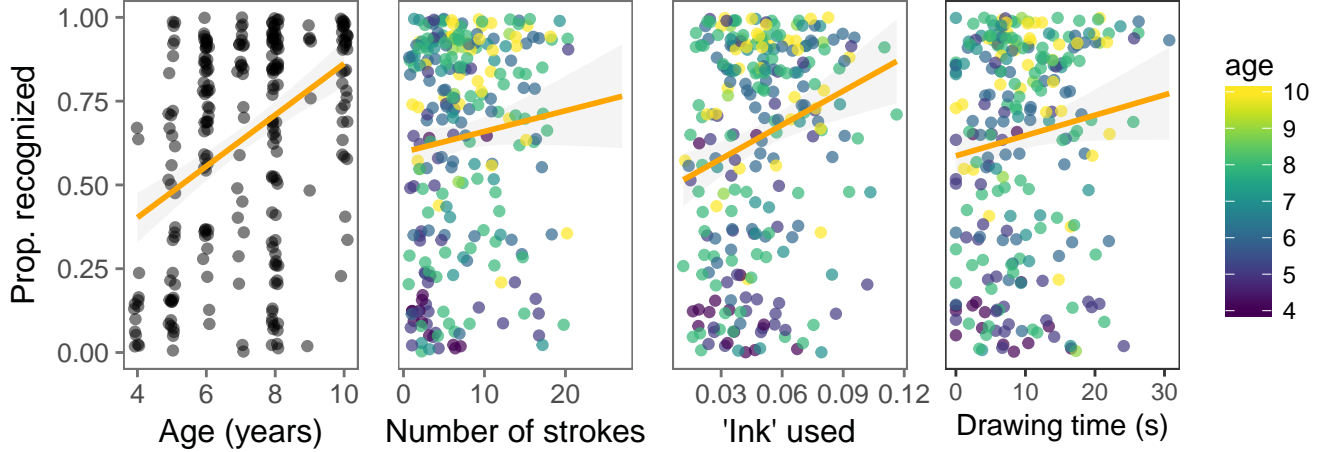 Prop. recognized
1.00
0.75
0.50
0.25
0.00
4 6 8 10
Age (years)
0 10 20
Number of strokes
0.03 0.06 0.09 0.12
'Ink' used
0 10 20 30
Drawing time (s)
age
10
9
8
7
6
5
4